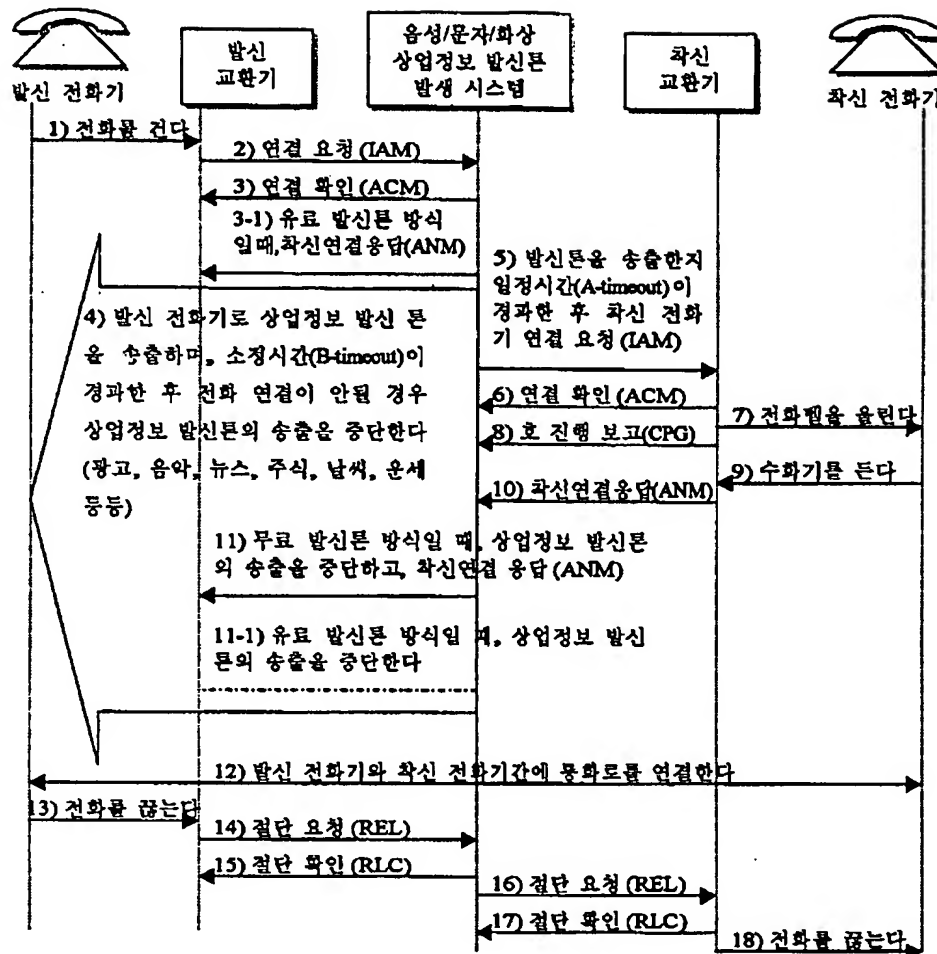 발신 전화기
발신
교환기
음성/문자/화상
상업정보 발신톤
발생 시스템
착신
교환기
착신 전화기
1) 전화를 건다
2) 연결 요청(IAM)
3) 연결 확인(ACM)
3-1) 유료 발신톤 방식
일때,착신연결응답(ANM)
4) 발신 전화기로 상업정보 발신 톤
을 송출하며, 소정시간(B-timeout)이
경과한 후 전화 연결이 안될 경우
상업정보 발신톤의 송출을 중단한다
(광고, 음악, 뉴스, 주식, 날씨, 운세
등등)
5) 발신톤을 송출한지
일정시간(A-timeout)이
경과한 후 착신 전화
기 연결 요청(IAM)
6) 연결 확인(ACM)
7) 전화벨을 울린다
8) 호 진행 보고(CPG)
9) 수화기를 든다
10) 착신연결응답(ANM)
11) 무료 발신톤 방식일 때, 상업정보 발신톤
의 송출을 중단하고, 착신연결 응답(ANM)
11-1) 유료 발신톤 방식일 때, 상업정보 발신
톤의 송출을 중단한다
12) 발신 전화기와 착신 전화기간에 통화로를 연결한다
13) 전화를 끊는다
14) 절단 요청(REL)
15) 절단 확인(RLC)
16) 절단 요청(REL)
17) 절단 확인(RLC)
18) 전화를 끊는다